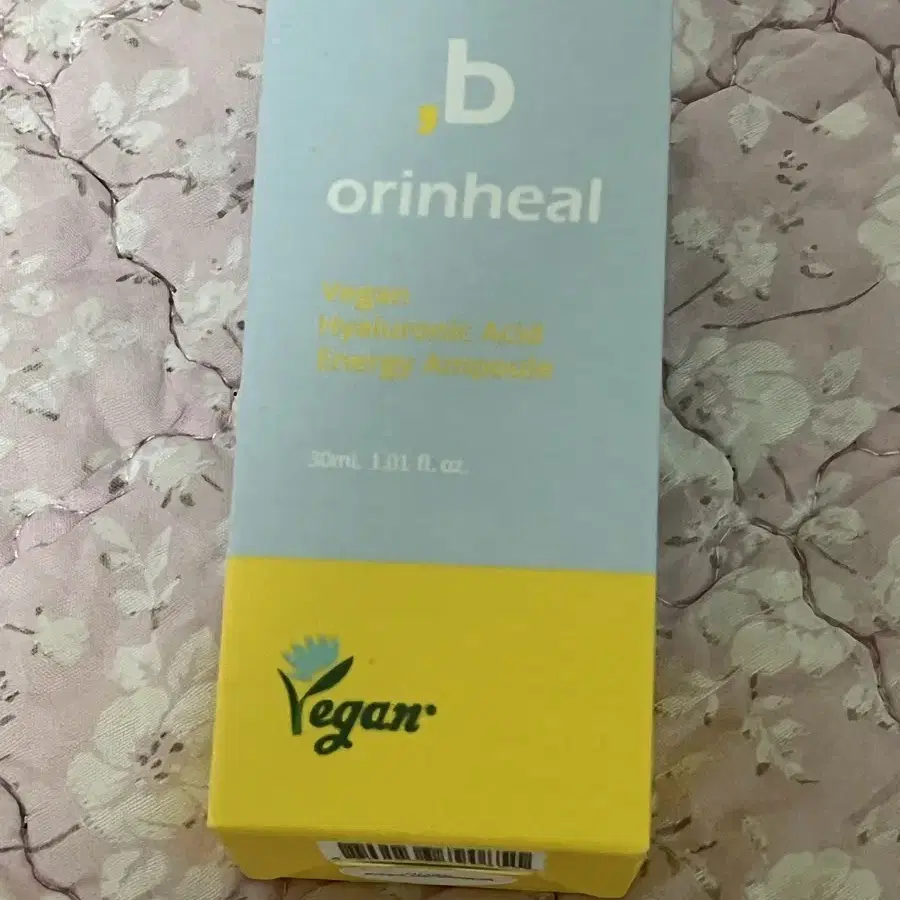 ,b
orinheal
Vegan
Hyaluronic Acid
Energy Ampoule
30ml. 1.01 fl. oz.
Vegan